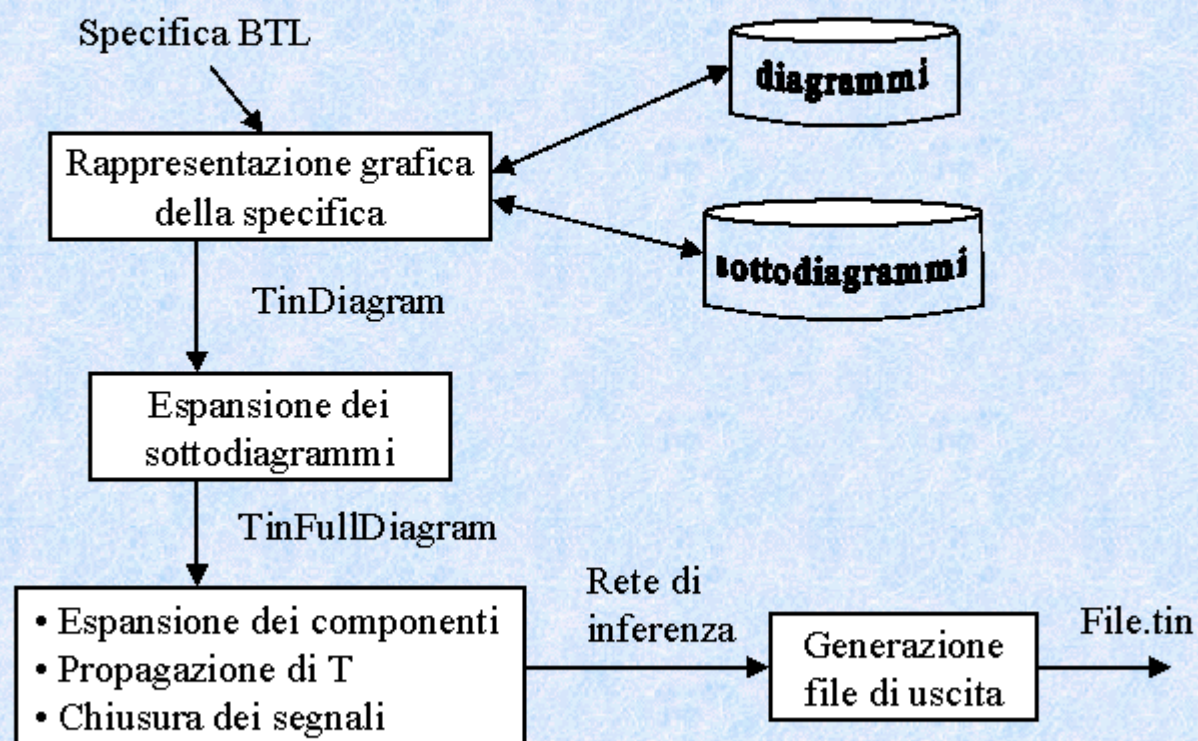 Specifica BTL
diagrammi
Rappresentazione grafica
della specifica
sottodiagrammi
TinDiagram
Espansione dei
sottodiagrammi
TinFullDiagram
• Espansione dei componenti
• Propagazione di T
• Chiusura dei segnali
Rete di
inferenza
Generazione
file di uscita
File.tin